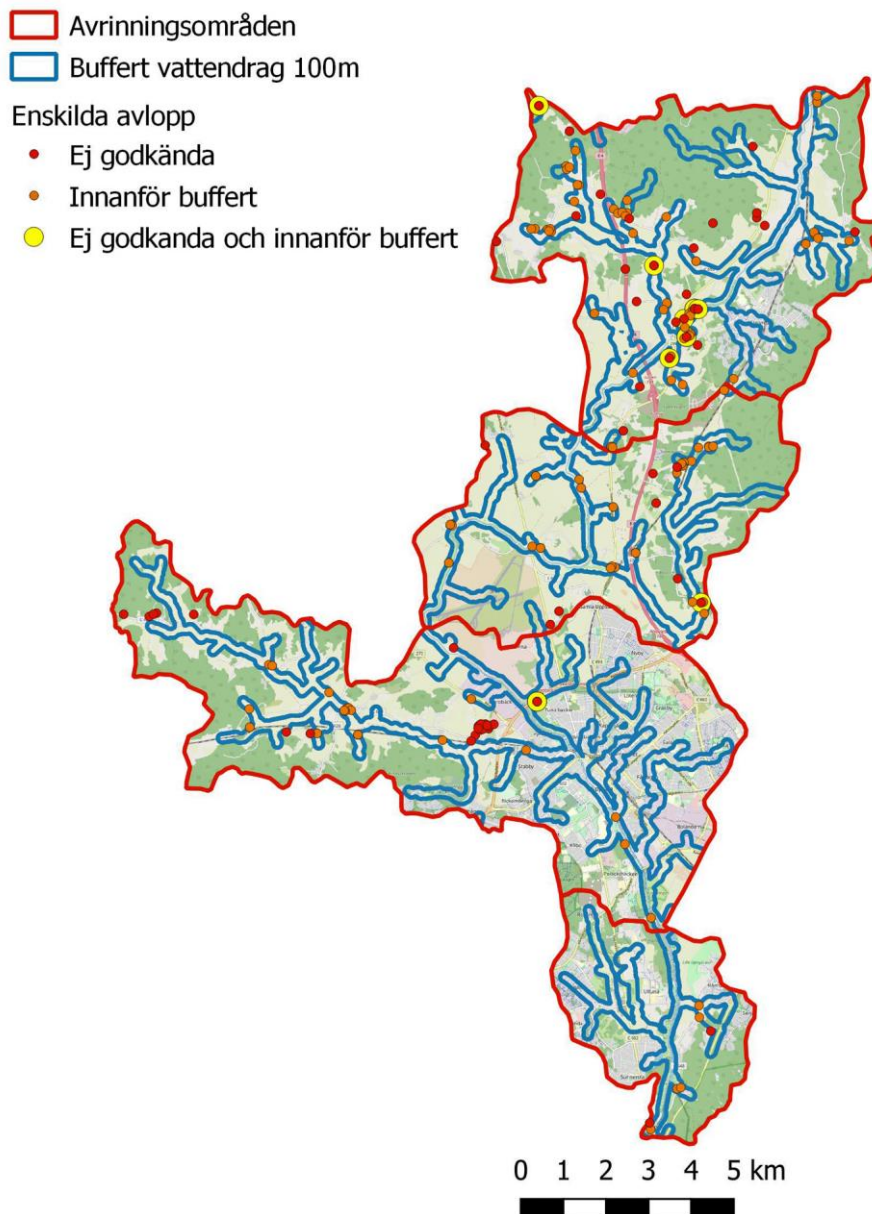 Avrinningsområden
Buffert vattendrag 100m
Enskilda avlopp
Ej godkända
Innanför buffert
Ej godkanda och innanför buffert
0 1 2 3 4 5 km